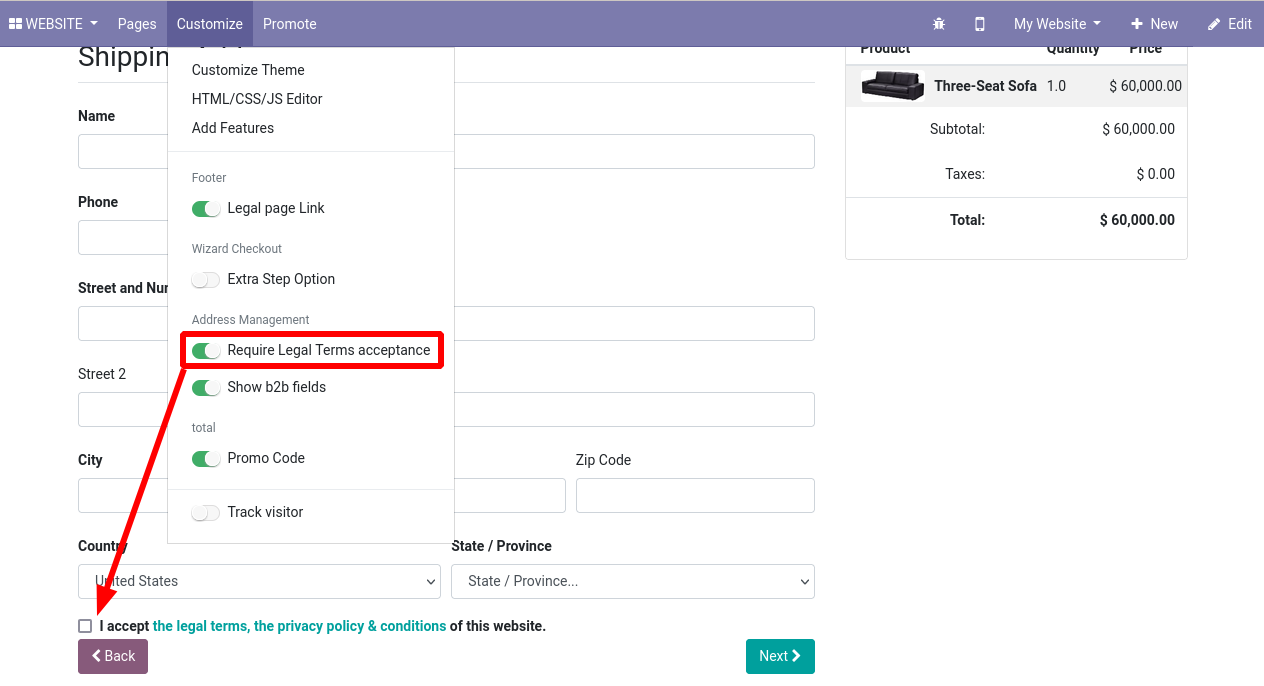 WEBSITE Pages Customize Promote My Website New Edit
Shippin
Customize Theme
HTML/CSS/JS Editor
Add Features
Name
Footer
Legal page Link
Phone
Wizard Checkout
Extra Step Option
Street and Nu
Address Management
Require Legal Terms acceptance
Street 2
Show b2b fields
total
City
Promo Code
Zip Code
Track visitor
Country
State / Province
United States
State / Province...
I accept the legal terms, the privacy policy & conditions of this website.
Back
Next
Product Quantity Price
Three-Seat Sofa 1.0 $ 60,000.00
Subtotal: $ 60,000.00
Taxes: $ 0.00
Total: $ 60,000.00